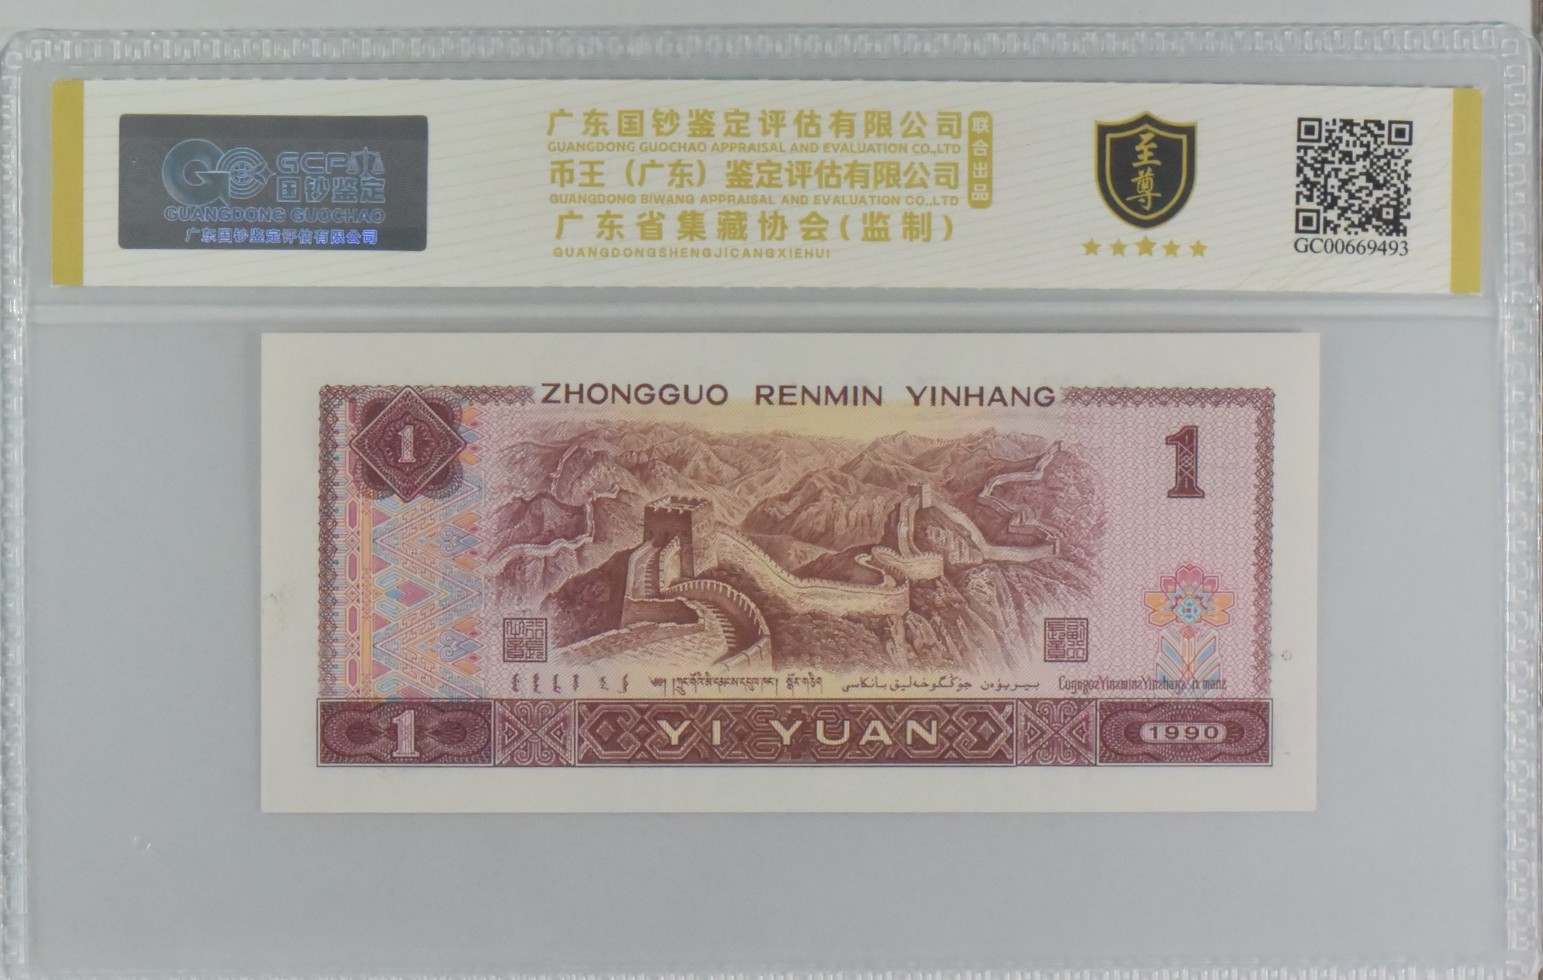 GCP
国钞鉴定
GUANGDONG GUOCHAO
广东国钞鉴定评估有限公司
广东国钞鉴定评估有限公司
GUANGDONG GUOCHAO APPRAISAL AND EVALUATION CO.,LTD
币王（广东）鉴定评估有限公司
GUANGDONG BIWANG APPRAISAL AND EVALUATION CO.,LTD
联合出品
广东省集藏协会(监制)
GUANGDONGSHENGJICANGXIEHUI
至尊
GC00669493
ZHONGGUO RENMIN YINHANG
1
1
1
YI YUAN
1990